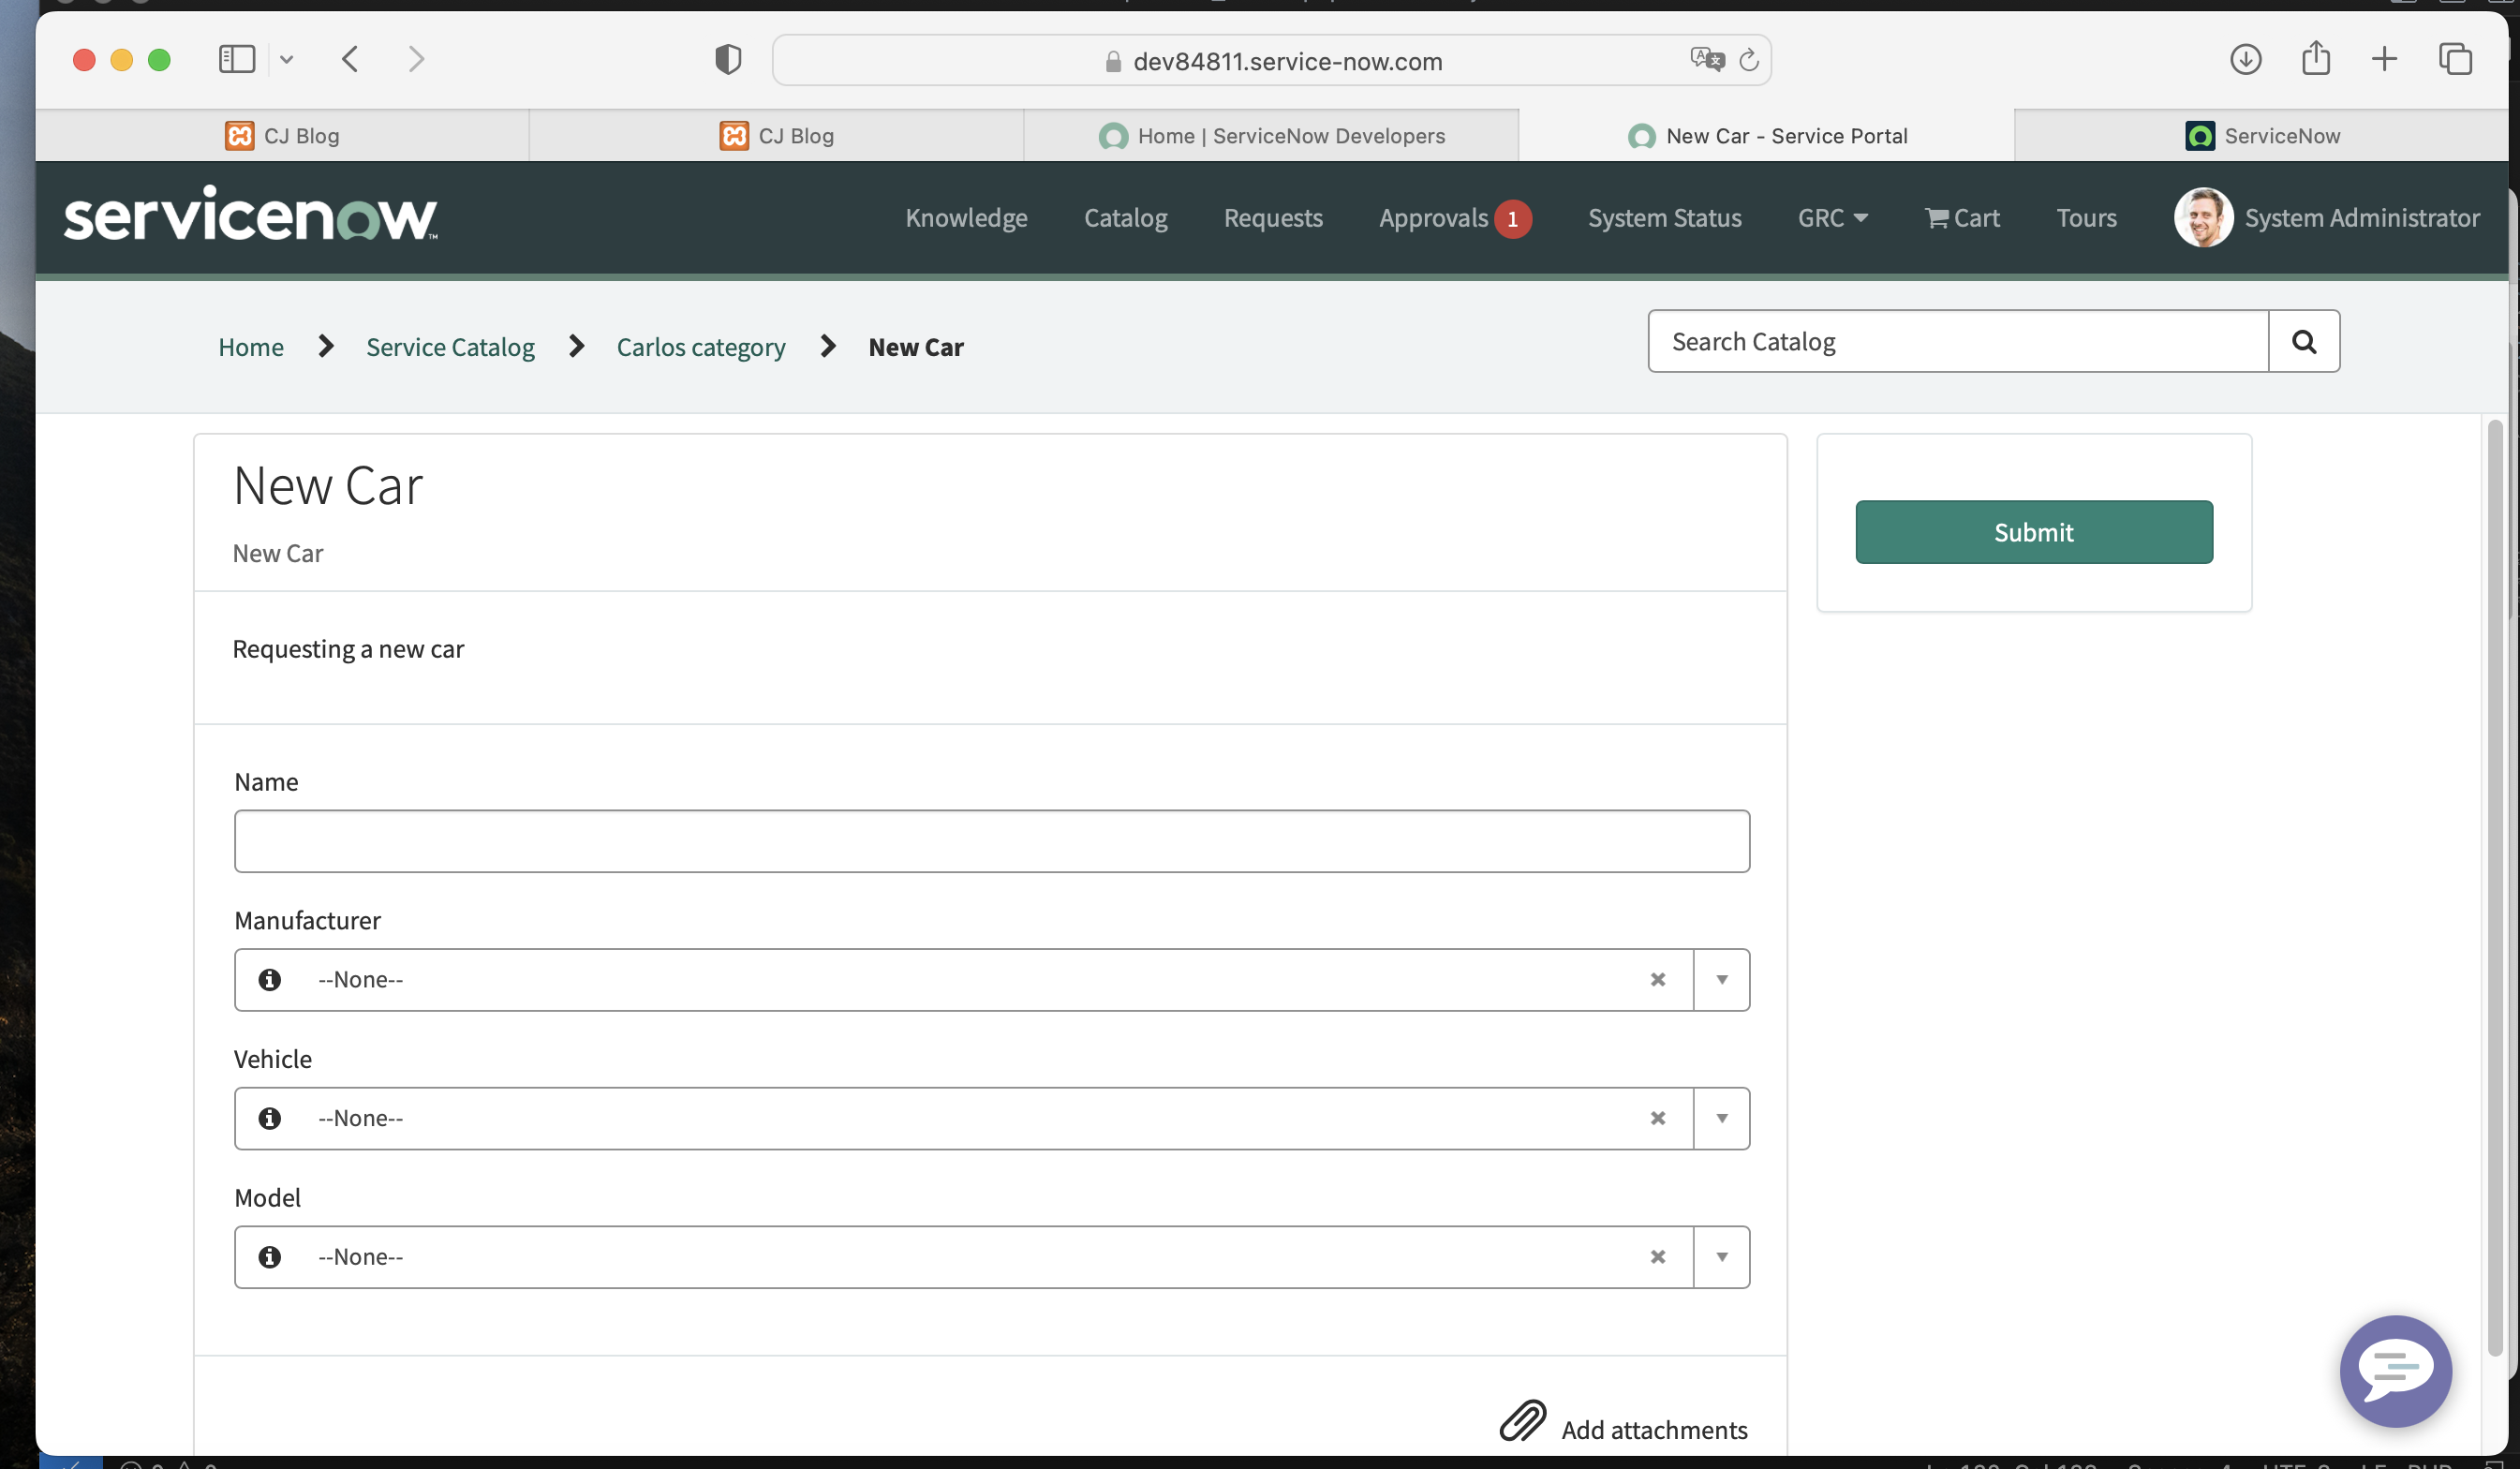 dev84811.service-now.com
CJ Blog
CJ Blog
Home | ServiceNow Developers
New Car - Service Portal
ServiceNow
servicenow™
Knowledge
Catalog
Requests
Approvals 1
System Status
GRC
Cart
Tours
System Administrator
Home
Service Catalog
Carlos category
New Car
Search Catalog
New Car
New Car
Submit
Requesting a new car
Name
Manufacturer
--None--
Vehicle
--None--
Model
--None--
Add attachments